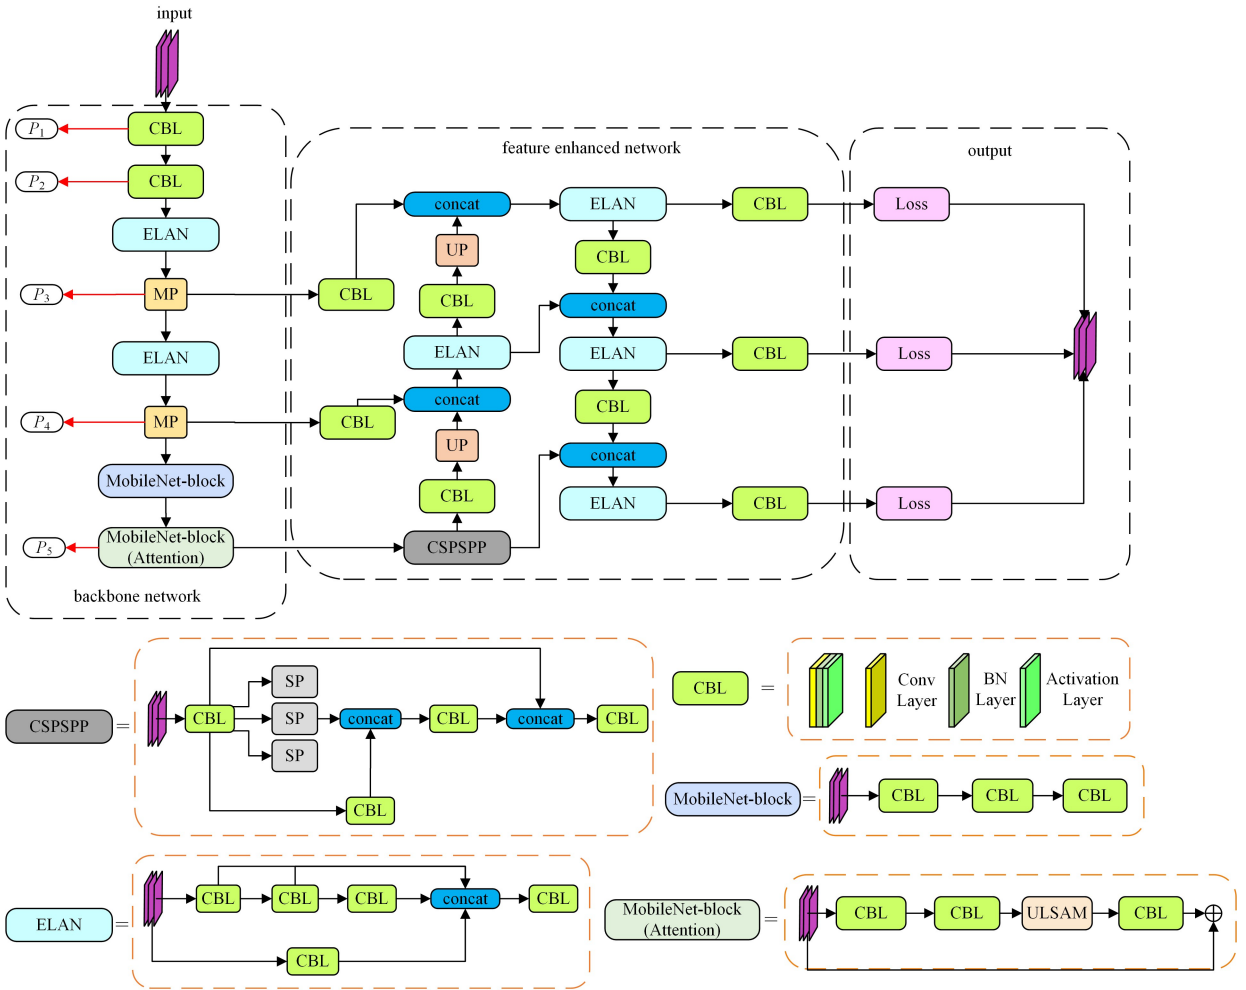 input
P1
CBL
P2
CBL
ELAN
P3
MP
ELAN
P4
MP
MobileNet-block
P5
MobileNet-block
(Attention)
backbone network
feature enhanced network
concat
UP
CBL
CBL
ELAN
concat
CBL
UP
CBL
CSPSPP
ELAN
CBL
CBL
concat
ELAN
CBL
CBL
concat
ELAN
CBL
output
Loss
Loss
Loss
CSPSPP
=
CBL
SP
SP
SP
concat
CBL
concat
CBL
CBL
CBL
=
Conv
Layer
BN
Layer
Activation
Layer
MobileNet-block
=
CBL
CBL
CBL
ELAN
=
CBL
CBL
CBL
concat
CBL
CBL
MobileNet-block
(Attention)
=
CBL
CBL
ULSAM
CBL